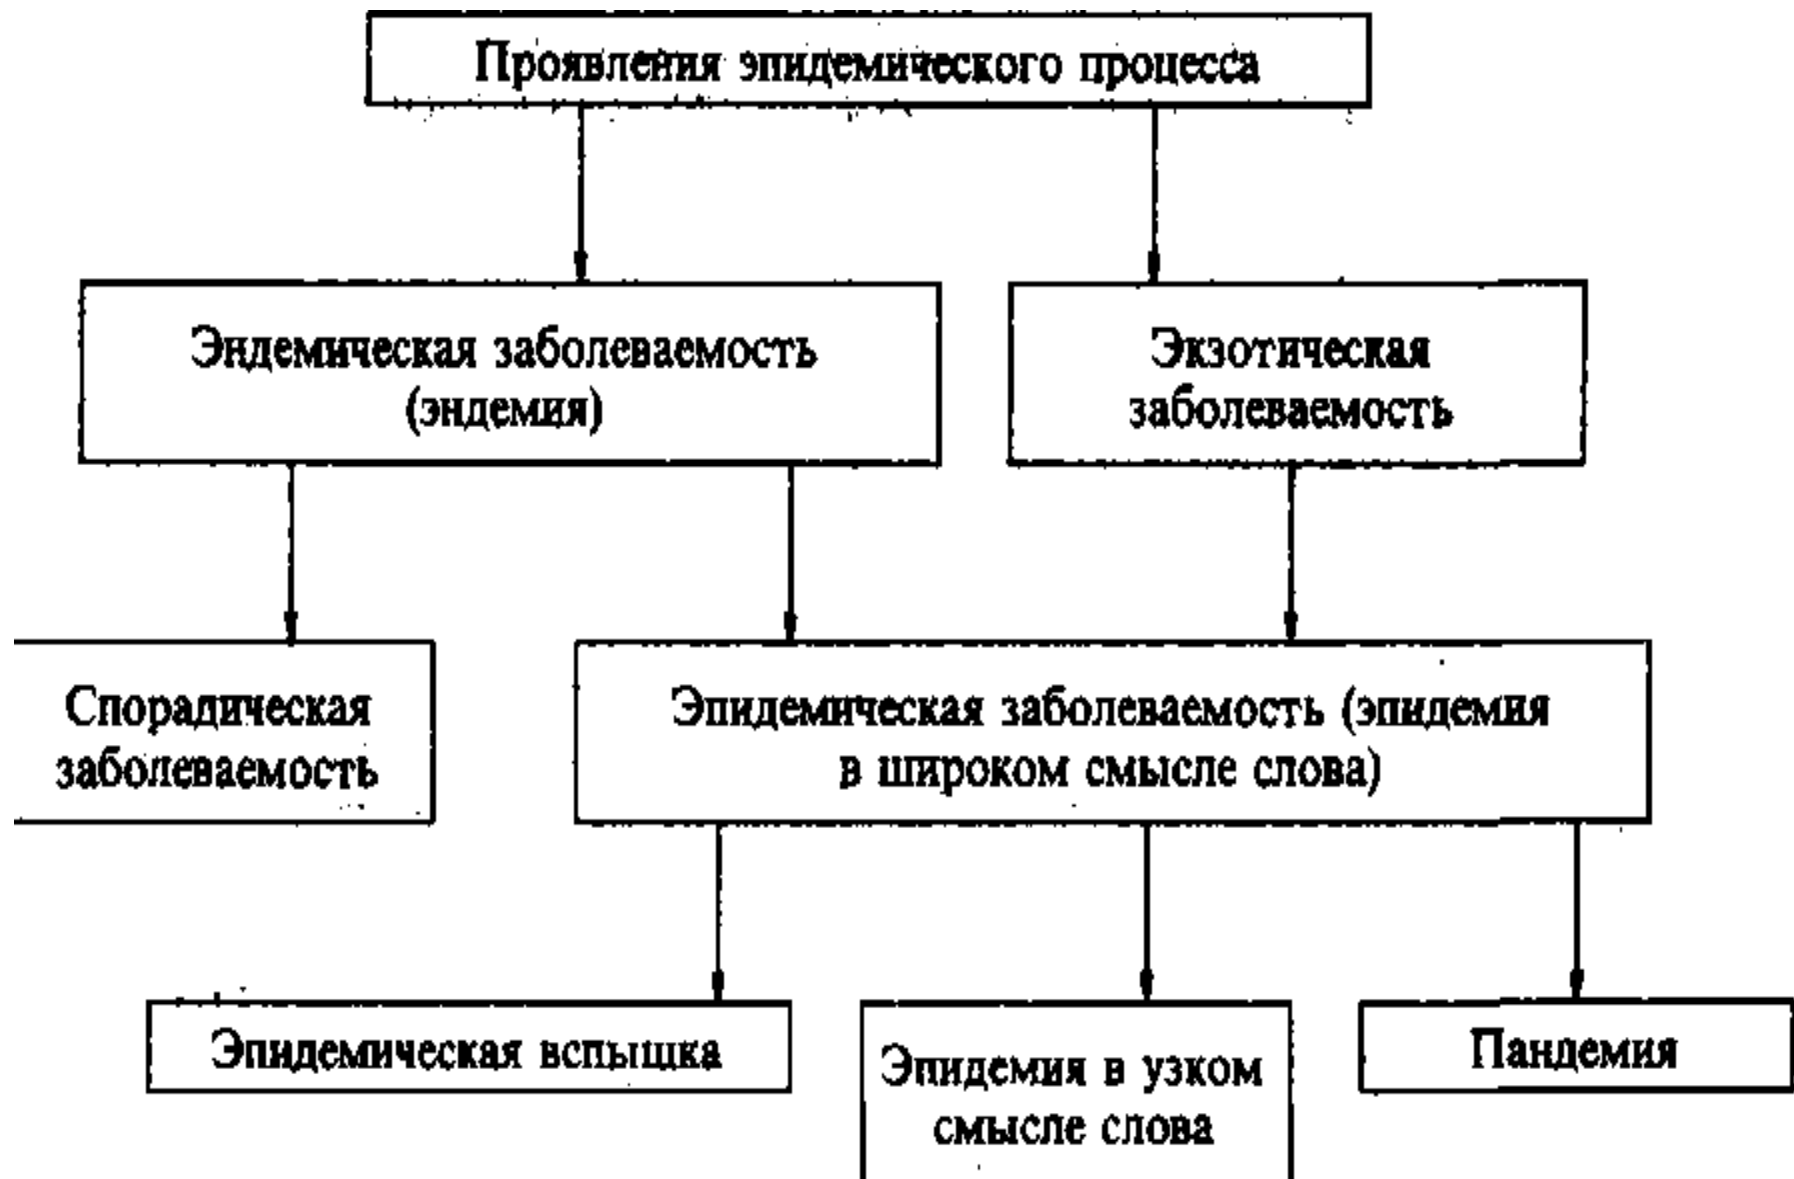 Проявления эпидемического процесса
Эндемическая заболеваемость
(эндемия)
Экзотическая
заболеваемость
Спорадическая
заболеваемость
Эпидемическая заболеваемость (эпидемия
в широком смысле слова)
Эпидемическая вспышка
Эпидемия в узком
смысле слова
Пандемия